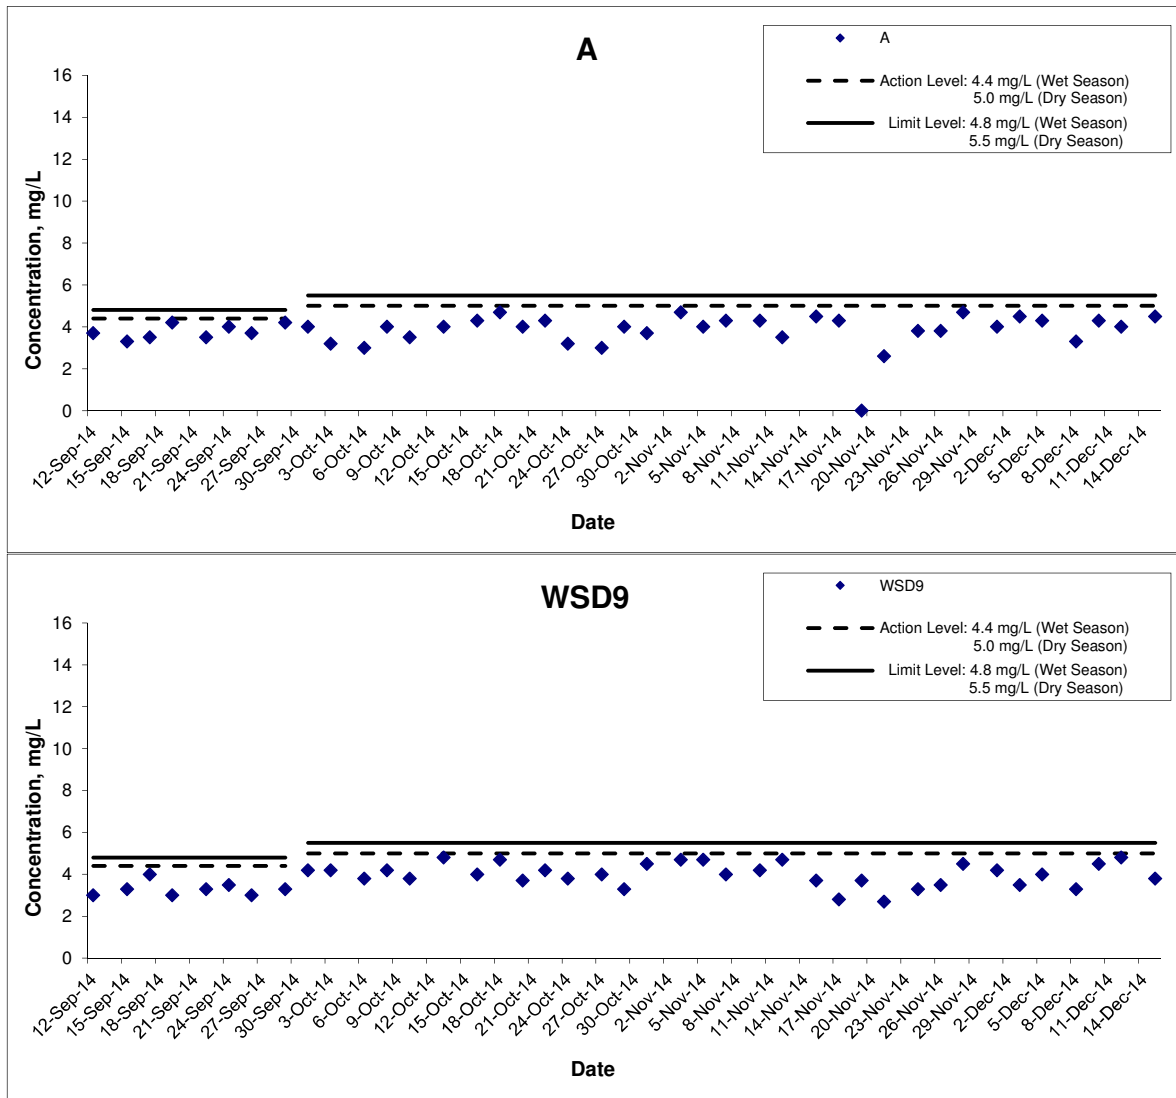 A
A
Action Level: 4.4 mg/L (Wet Season)
5.0 mg/L (Dry Season)
Limit Level: 4.8 mg/L (Wet Season)
5.5 mg/L (Dry Season)
Concentration, mg/L
16
14
12
10
8
6
4
2
0
12-Sep-14
15-Sep-14
18-Sep-14
21-Sep-14
24-Sep-14
27-Sep-14
30-Sep-14
3-Oct-14
6-Oct-14
9-Oct-14
12-Oct-14
15-Oct-14
18-Oct-14
21-Oct-14
24-Oct-14
27-Oct-14
30-Oct-14
2-Nov-14
5-Nov-14
8-Nov-14
11-Nov-14
14-Nov-14
17-Nov-14
20-Nov-14
23-Nov-14
26-Nov-14
29-Nov-14
2-Dec-14
5-Dec-14
8-Dec-14
11-Dec-14
14-Dec-14
Date
WSD9
WSD9
Action Level: 4.4 mg/L (Wet Season)
5.0 mg/L (Dry Season)
Limit Level: 4.8 mg/L (Wet Season)
5.5 mg/L (Dry Season)
Concentration, mg/L
16
14
12
10
8
6
4
2
0
12-Sep-14
15-Sep-14
18-Sep-14
21-Sep-14
24-Sep-14
27-Sep-14
30-Sep-14
3-Oct-14
6-Oct-14
9-Oct-14
12-Oct-14
15-Oct-14
18-Oct-14
21-Oct-14
24-Oct-14
27-Oct-14
30-Oct-14
2-Nov-14
5-Nov-14
8-Nov-14
11-Nov-14
14-Nov-14
17-Nov-14
20-Nov-14
23-Nov-14
26-Nov-14
29-Nov-14
2-Dec-14
5-Dec-14
8-Dec-14
11-Dec-14
14-Dec-14
Date